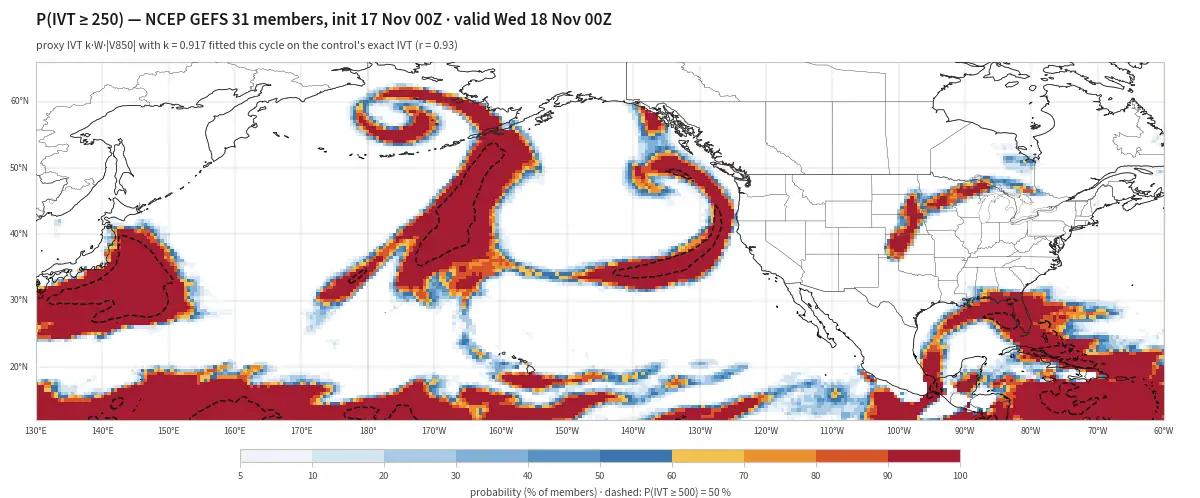 P(IVT ≥ 250) — NCEP GEFS 31 members, init 17 Nov 00Z · valid Wed 18 Nov 00Z
proxy IVT k·W·|V850| with k = 0.917 fitted this cycle on the control's exact IVT (r = 0.93)
60°N
50°N
40°N
30°N
20°N
130°E 140°E 150°E 160°E 170°E 180° 170°W 160°W 150°W 140°W 130°W 120°W 110°W 100°W 90°W 80°W 70°W 60°W
5 10 20 30 40 50 60 70 80 90 100
probability (% of members) · dashed: P(IVT ≥ 500) = 50 %